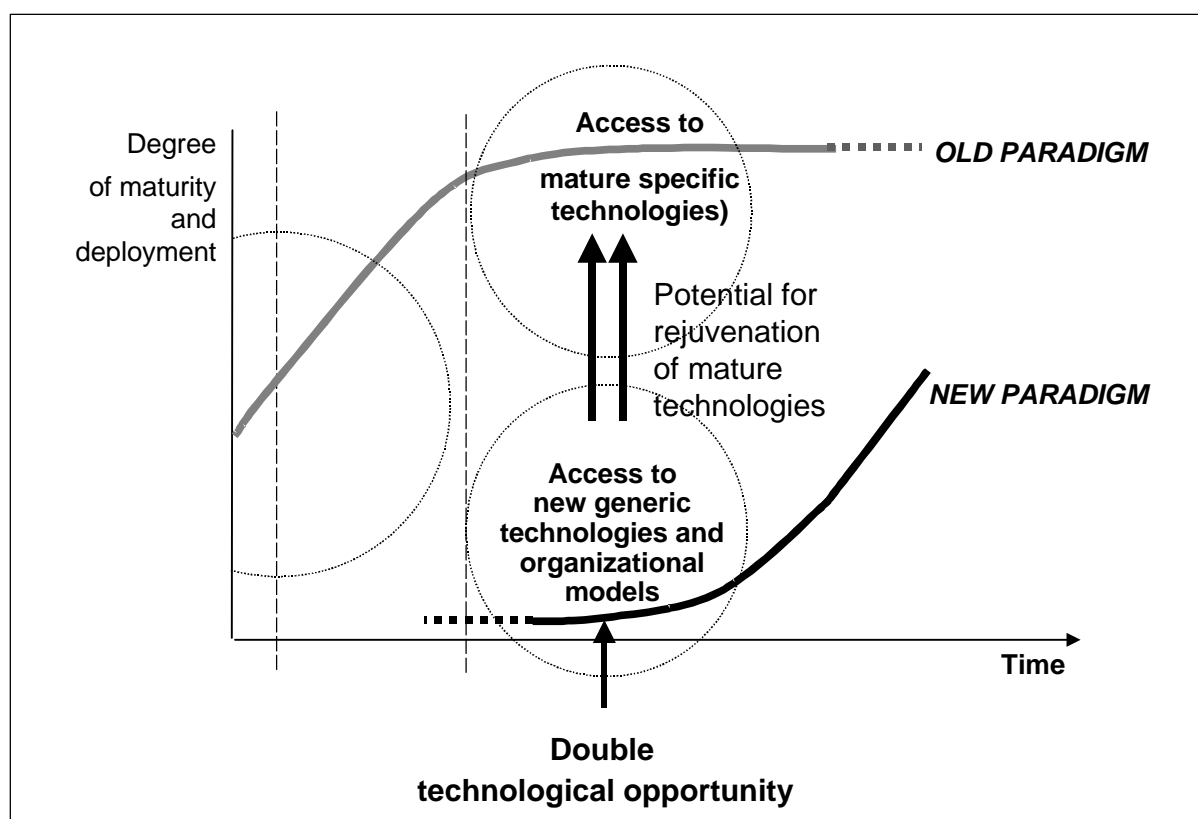 Degree
of maturity
and
deployment
Access to
mature specific
technologies)
OLD PARADIGM
Potential for
rejuvenation
of mature
technologies
NEW PARADIGM
Access to
new generic
technologies and
organizational
models
Time
Double
technological opportunity